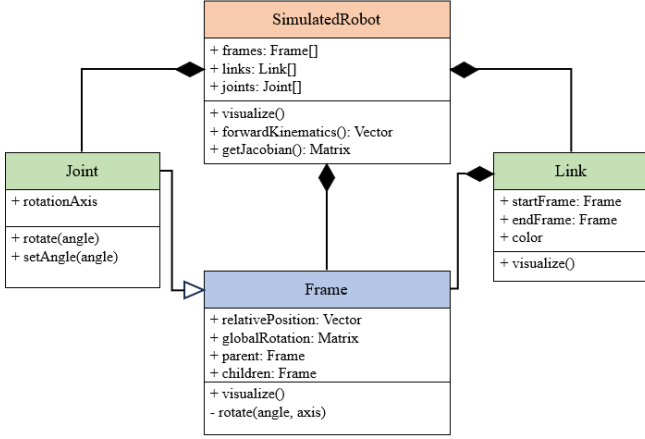 SimulatedRobot
+ frames: Frame[]
+ links: Link[]
+ joints: Joint[]
+ visualize()
+ forwardKinematics(): Vector
+ getJacobian(): Matrix
Joint
+ rotationAxis
+ rotate(angle)
+ setAngle(angle)
Link
+ startFrame: Frame
+ endFrame: Frame
+ color
+ visualize()
Frame
+ relativePosition: Vector
+ globalRotation: Matrix
+ parent: Frame
+ children: Frame
+ visualize()
- rotate(angle, axis)